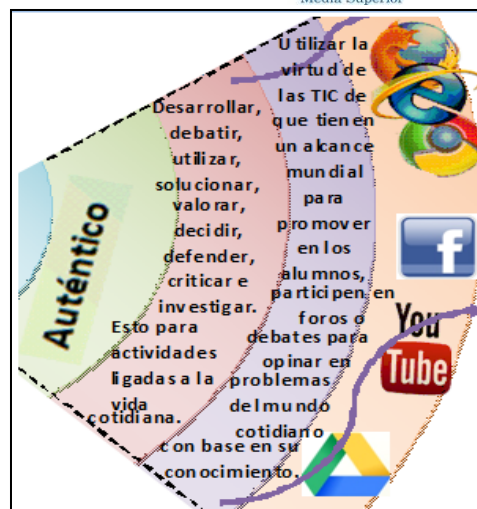 Media Superior
Auténtico
Desarrollar,
debatir,
utilizar,
solucionar,
valorar,
decidir,
defender,
criticar e
investigar.
Esto para
actividades
ligadas a la
vida
cotidiana.
Utilizar la
virtud de
las TIC de
que tienen
un alcance
mundial
para
promover
en los
alumnos,
participen en
foros o
debates para
opinar en
problemas
del mundo
cotidiano
con base en su
conocimiento.
f
You
Tube